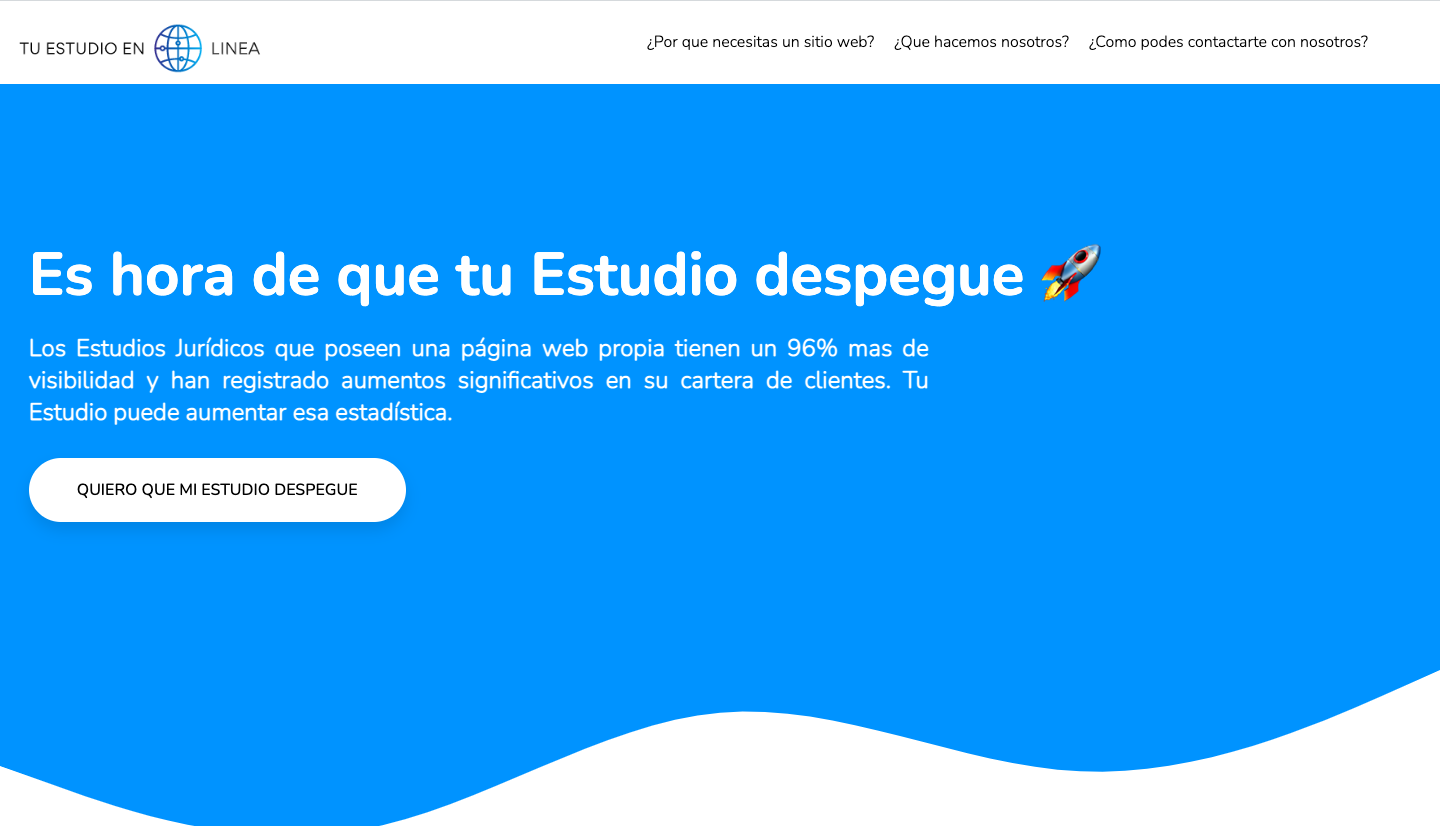 TU ESTUDIO EN LINEA
¿Por que necesitas un sitio web? ¿Que hacemos nosotros? ¿Como podes contactarte con nosotros?
Es hora de que tu Estudio despegue 🚀
Los Estudios Jurídicos que poseen una página web propia tienen un 96% mas de
visibilidad y han registrado aumentos significativos en su cartera de clientes. Tu
Estudio puede aumentar esa estadística.
QUIERO QUE MI ESTUDIO DESPEGUE